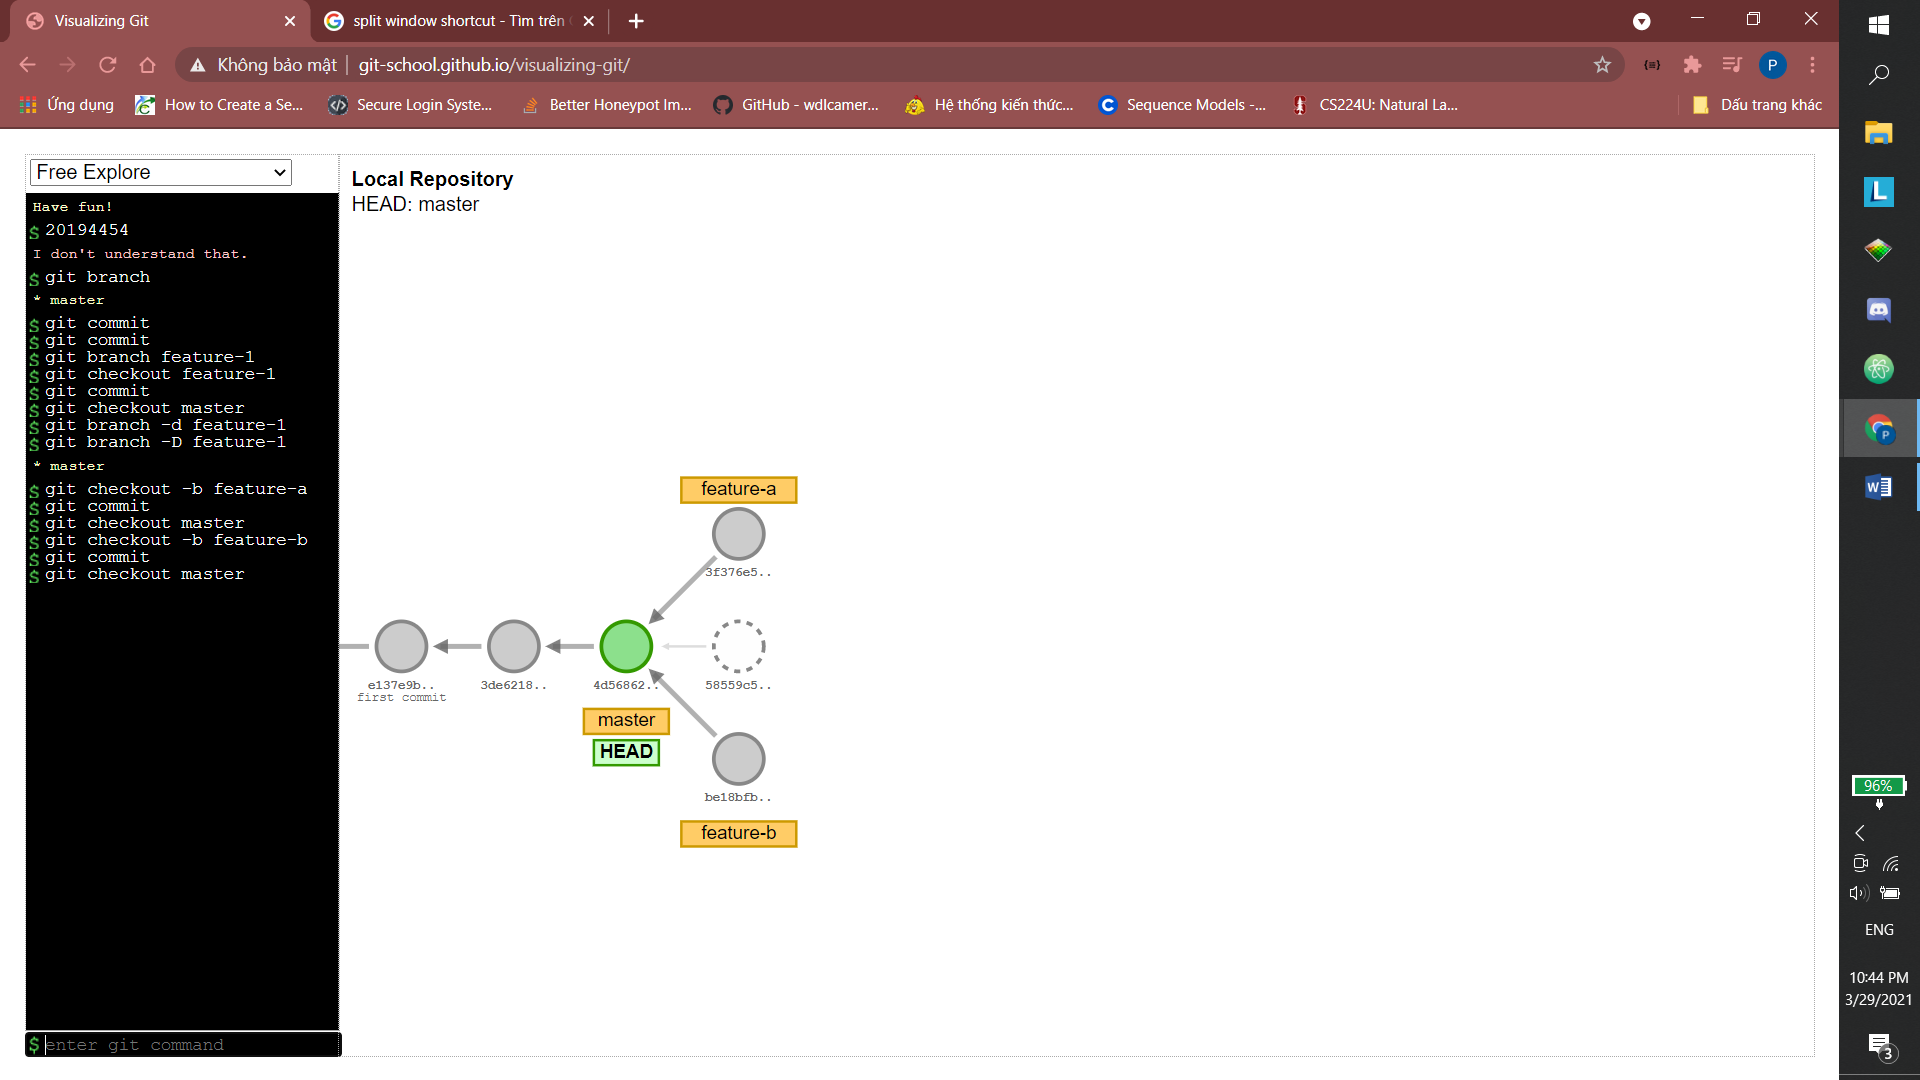 Visualizing Git
split window shortcut - Tìm trên
Không bảo mật
git-school.github.io/visualizing-git/
P
Ứng dụng
How to Create a Se...
Secure Login Syste...
Better Honeypot Im...
GitHub - wdlcamer...
Hệ thống kiến thức...
Sequence Models -...
CS224U: Natural La...
Dấu trang khác
Free Explore
Have fun!
$ 20194454
I don't understand that.
$ git branch
* master
$ git commit
$ git commit
$ git branch feature-1
$ git checkout feature-1
$ git commit
$ git checkout master
$ git branch -d feature-1
$ git branch -D feature-1
* master
$ git checkout -b feature-a
$ git commit
$ git checkout master
$ git checkout -b feature-b
$ git commit
$ git checkout master
$ enter git command
Local Repository
HEAD: master
feature-a
3f376e5..
e137e9b..
first commit
3de6218..
4d56862..
58559c5..
master
HEAD
be18bfb..
feature-b
96%
ENG
10:44 PM
3/29/2021
3